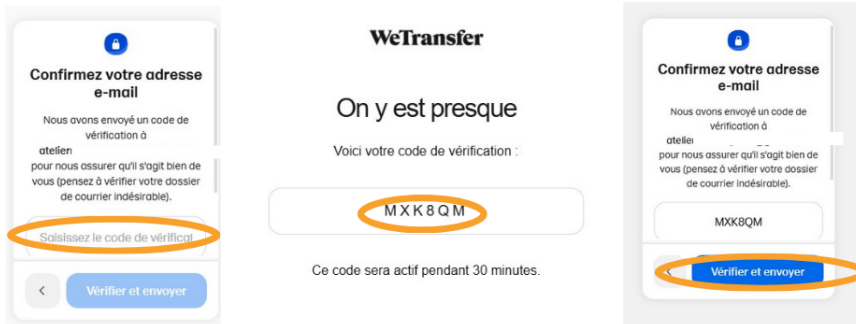 Confirmez votre adresse
e-mail
Nous avons envoyé un code de
vérification à
atelier
pour nous assurer qu'il s'agit bien de
vous (pensez à vérifier votre dossier
de courrier indésirable).
Saisissez le code de vérificat
Vérifier et envoyer
WeTransfer
On y est presque
Voici votre code de vérification :
MXK8QM
Ce code sera actif pendant 30 minutes.
Confirmez votre adresse
e-mail
Nous avons envoyé un code de
vérification à
atelier
pour nous assurer qu'il s'agit bien de
vous (pensez à vérifier votre dossier
de courrier indésirable).
MXK8QM
Vérifier et envoyer